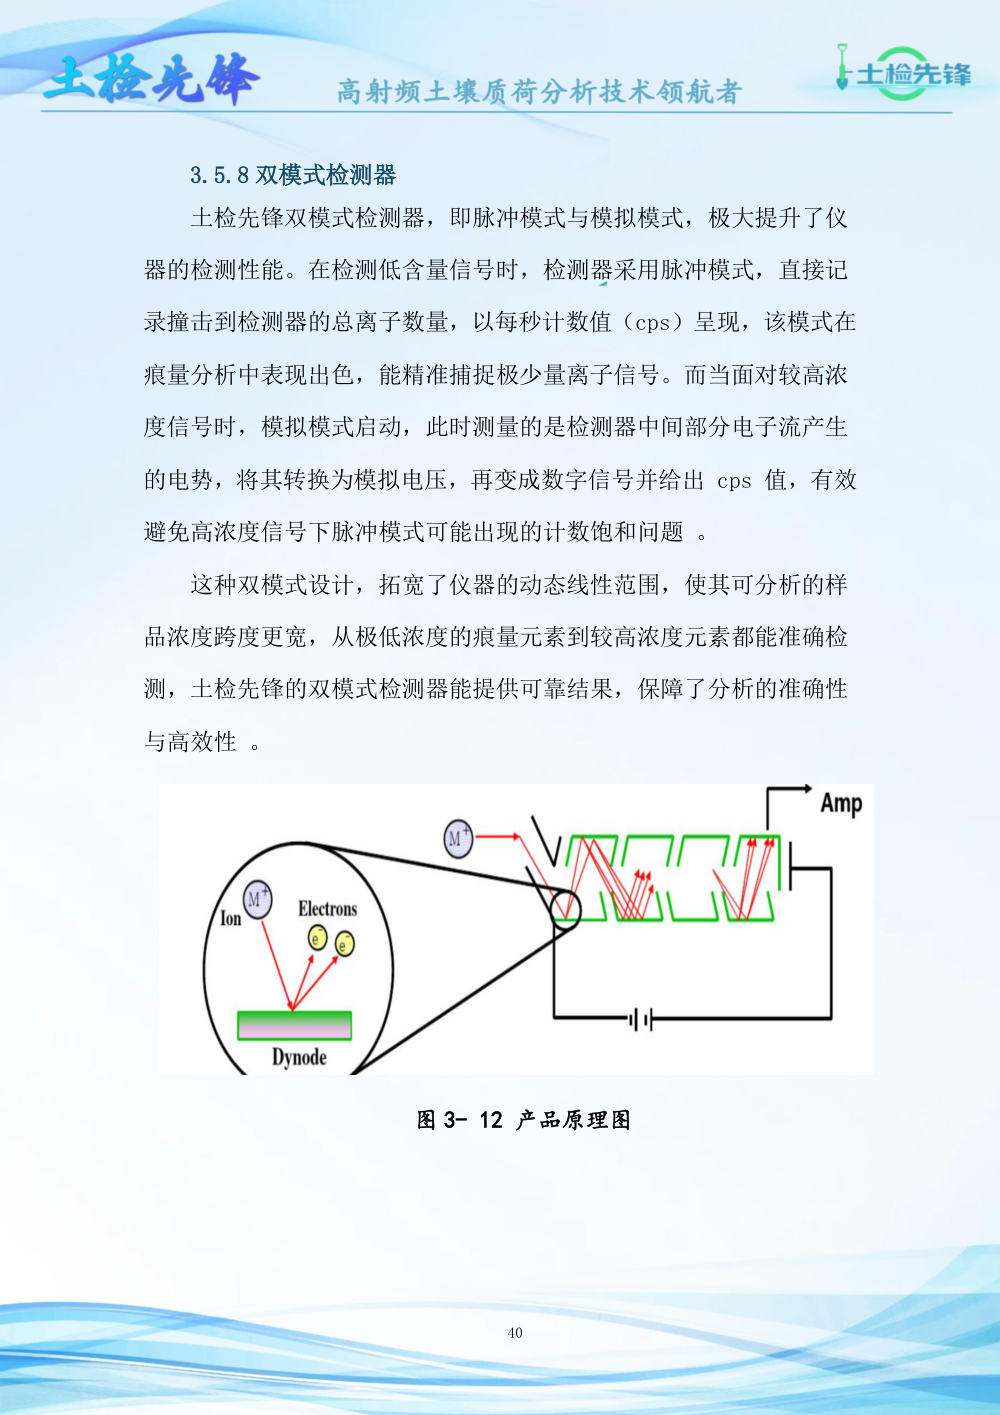 土检先锋
高射频土壤质荷分析技术领航者
土检先锋
3.5.8 双模式检测器
土检先锋双模式检测器，即脉冲模式与模拟模式，极大提升了仪
器的检测性能。在检测低含量信号时，检测器采用脉冲模式，直接记
录撞击到检测器的总离子数量，以每秒计数值（cps）呈现，该模式在
痕量分析中表现出色，能精准捕捉极少量离子信号。而当面对较高浓
度信号时，模拟模式启动，此时测量的是检测器中间部分电子流产生
的电势，将其转换为模拟电压，再变成数字信号并给出 cps 值，有效
避免高浓度信号下脉冲模式可能出现的计数饱和问题 。
这种双模式设计，拓宽了仪器的动态线性范围，使其可分析的样
品浓度跨度更宽，从极低浓度的痕量元素到较高浓度元素都能准确检
测，土检先锋的双模式检测器能提供可靠结果，保障了分析的准确性
与高效性 。
Amp
M+
M+
Ion
Electrons
e-
e-
Dynode
图 3- 12 产品原理图
40